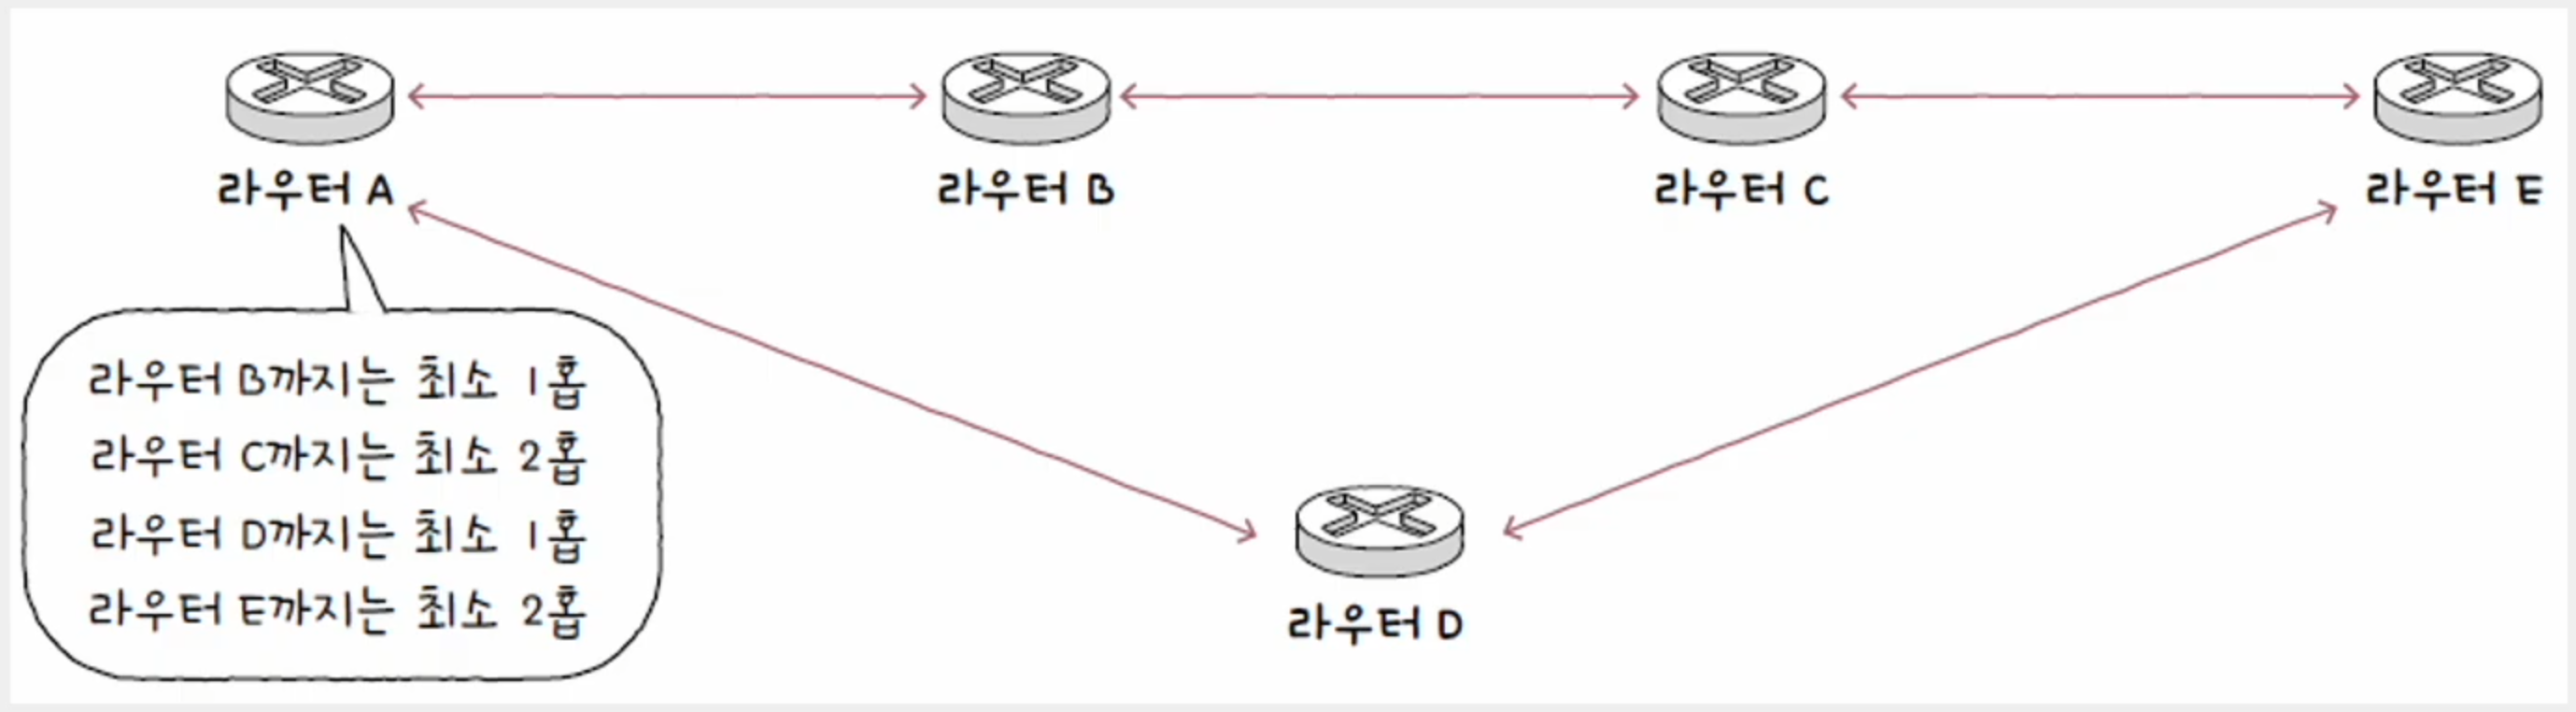 라우터 A
라우터 B
라우터 C
라우터 E
라우터 B까지는 최소 1홉
라우터 C까지는 최소 2홉
라우터 D까지는 최소 1홉
라우터 E까지는 최소 2홉
라우터 D